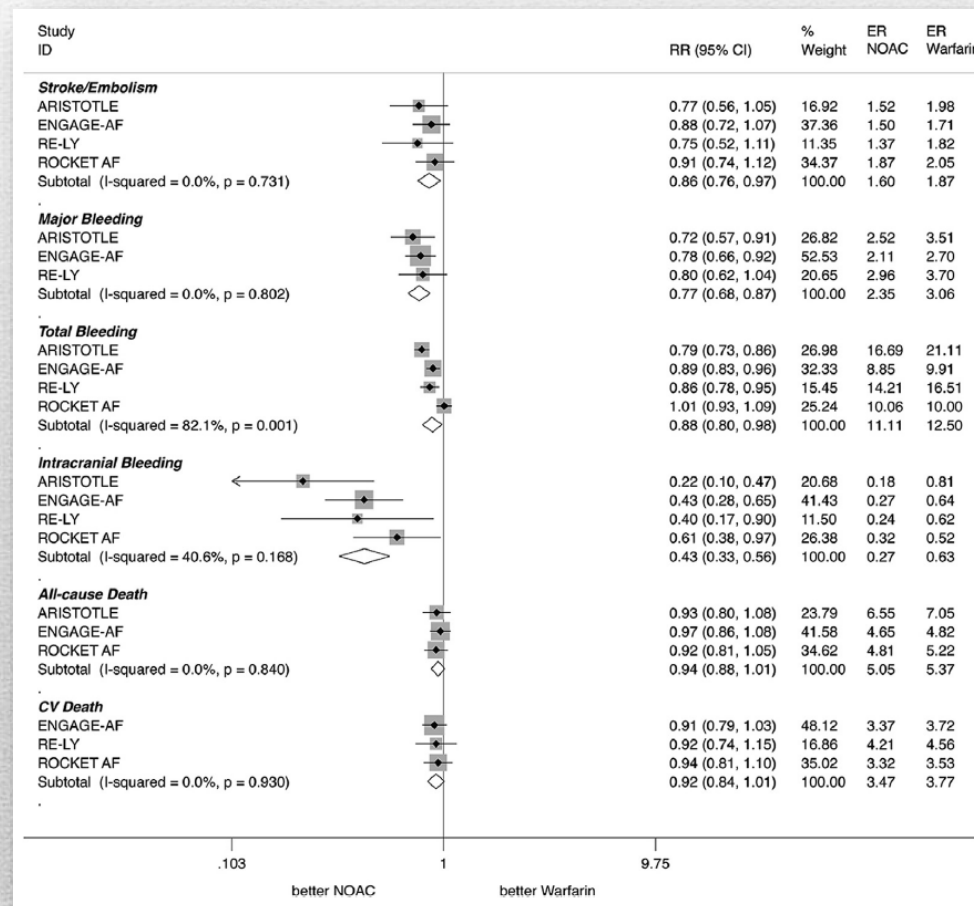 Study % ER ER
ID RR (95% CI) Weight NOAC Warfarin
Stroke/Embolism
ARISTOTLE 0.77 (0.56, 1.05) 16.92 1.52 1.98
ENGAGE-AF 0.88 (0.72, 1.07) 37.36 1.50 1.71
RE-LY 0.75 (0.52, 1.11) 11.35 1.37 1.82
ROCKET AF 0.91 (0.74, 1.12) 34.37 1.87 2.05
Subtotal (I-squared = 0.0%, p = 0.731) 0.86 (0.76, 0.97) 100.00 1.60 1.87
.
Major Bleeding
ARISTOTLE 0.72 (0.57, 0.91) 26.82 2.52 3.51
ENGAGE-AF 0.78 (0.66, 0.92) 52.53 2.11 2.70
RE-LY 0.80 (0.62, 1.04) 20.65 2.96 3.70
Subtotal (I-squared = 0.0%, p = 0.802) 0.77 (0.68, 0.87) 100.00 2.35 3.06
.
Total Bleeding
ARISTOTLE 0.79 (0.73, 0.86) 26.98 16.69 21.11
ENGAGE-AF 0.89 (0.83, 0.96) 32.33 8.85 9.91
RE-LY 0.86 (0.78, 0.95) 15.45 14.21 16.51
ROCKET AF 1.01 (0.93, 1.09) 25.24 10.06 10.00
Subtotal (I-squared = 82.1%, p = 0.001) 0.88 (0.80, 0.98) 100.00 11.11 12.50
.
Intracranial Bleeding
ARISTOTLE 0.22 (0.10, 0.47) 20.68 0.18 0.81
ENGAGE-AF 0.43 (0.28, 0.65) 41.43 0.27 0.64
RE-LY 0.40 (0.17, 0.90) 11.50 0.24 0.62
ROCKET AF 0.61 (0.38, 0.97) 26.38 0.32 0.52
Subtotal (I-squared = 40.6%, p = 0.168) 0.43 (0.33, 0.56) 100.00 0.27 0.63
.
All-cause Death
ARISTOTLE 0.93 (0.80, 1.08) 23.79 6.55 7.05
ENGAGE-AF 0.97 (0.86, 1.08) 41.58 4.65 4.82
ROCKET AF 0.92 (0.81, 1.05) 34.62 4.81 5.22
Subtotal (I-squared = 0.0%, p = 0.840) 0.94 (0.88, 1.01) 100.00 5.05 5.37
.
CV Death
ENGAGE-AF 0.91 (0.79, 1.03) 48.12 3.37 3.72
RE-LY 0.92 (0.74, 1.15) 16.86 4.21 4.56
ROCKET AF 0.94 (0.81, 1.10) 35.02 3.32 3.53
Subtotal (I-squared = 0.0%, p = 0.930) 0.92 (0.84, 1.01) 100.00 3.47 3.77
.
.103 1 9.75
better NOAC better Warfarin